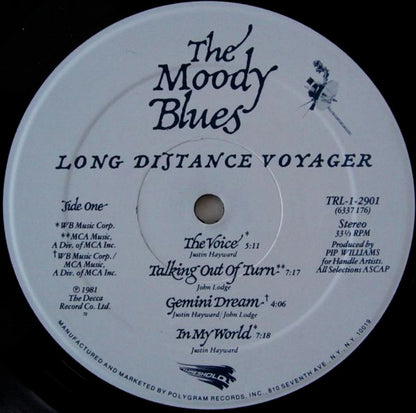 The
Moody
Blues
LONG DISTANCE VOYAGER
Side One
TRL-1-2901
(6337 176)
* WB Music Corp.
** MCA Music,
A Div. of MCA Inc.
† WB Music Corp./
MCA Music,
A Div. of MCA Inc.
Stereo
33⅓ RPM
Produced by
PIP WILLIAMS
for Handle Artists.
All Selections ASCAP
The Voice * 5:11
Justin Hayward
Talking Out Of Turn ** 7:17
John Lodge
Gemini Dream † 4:06
Justin Hayward/John Lodge
In My World * 7:18
Justin Hayward
℗ 1981
The Decca
Record Co. Ltd.
THRESHOLD
MANUFACTURED AND MARKETED BY POLYGRAM RECORDS, INC., 810 SEVENTH AVE., N.Y., N.Y. 10019